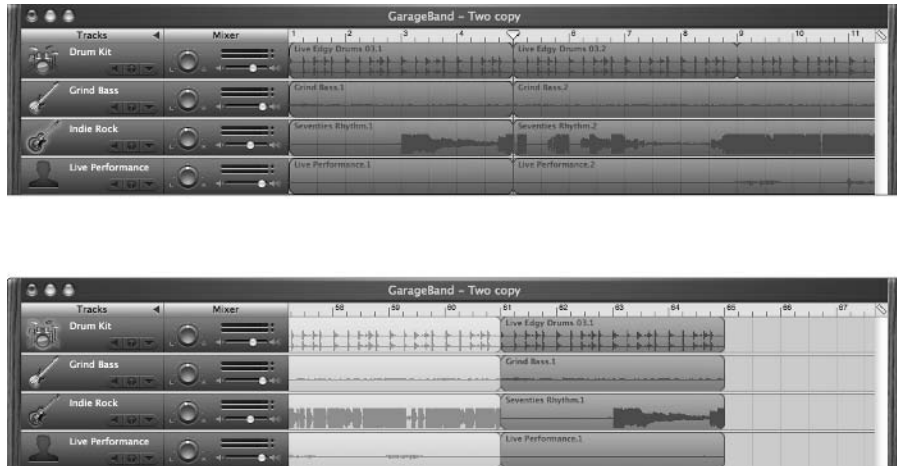 GarageBand – Two copy
Tracks Mixer 1 2 3 5 6 7 8 9 10 11
Drum Kit Live Edgy Drums 03.1 Live Edgy Drums 03.2
Grind Bass Grind Bass.1 Grind Bass.2
Indie Rock Seventies Rhythm.1 Seventies Rhythm.2
Live Performance Live Performance.1 Live Performance.2
GarageBand – Two copy
Tracks Mixer 58 59 60 61 62 63 64 65 66 67
Drum Kit Live Edgy Drums 03.1
Grind Bass Grind Bass.1
Indie Rock Seventies Rhythm.1
Live Performance Live Performance.1